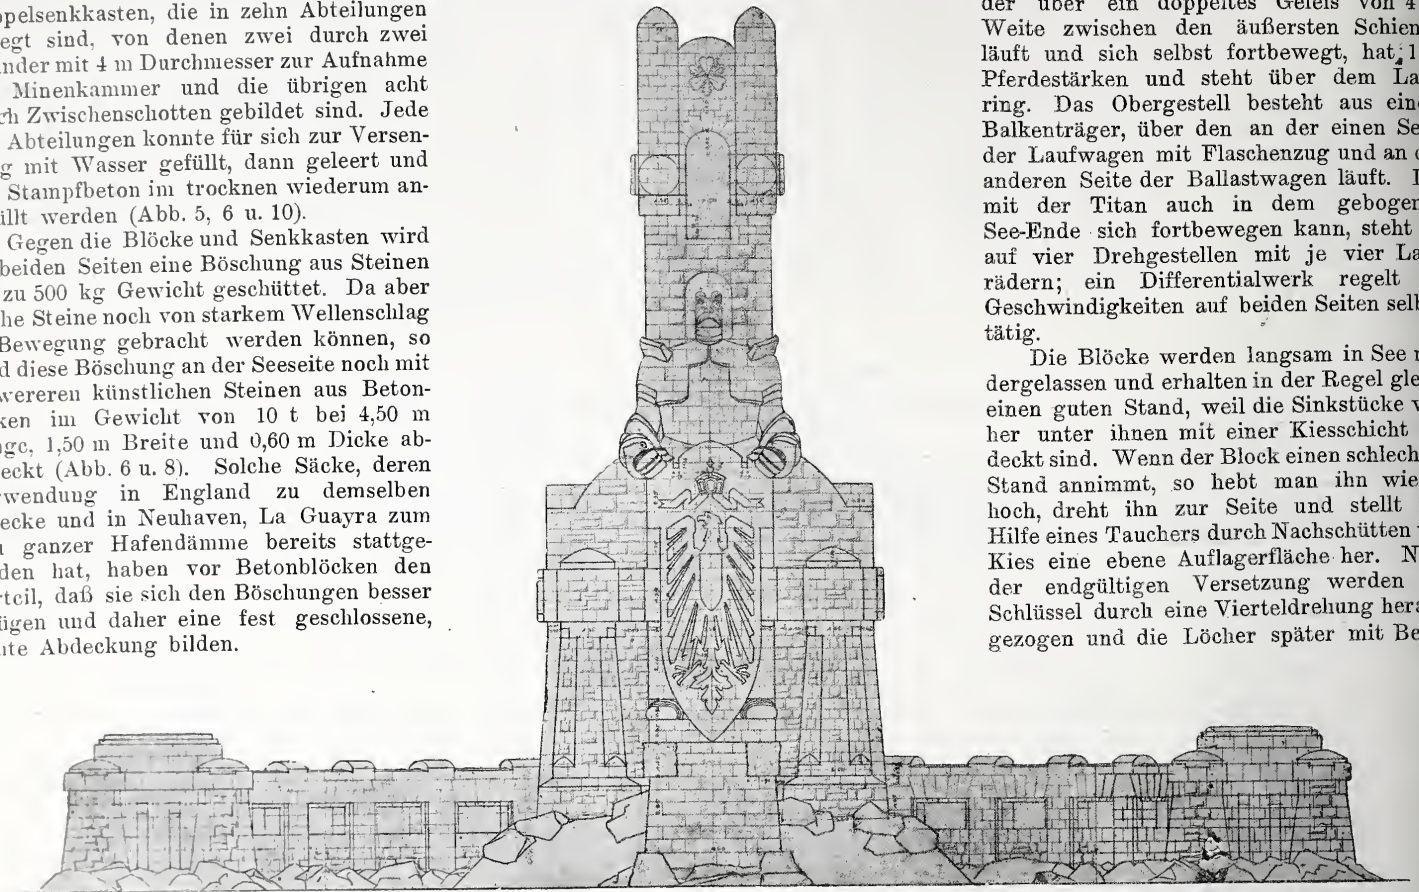 ppelsenkkasten, die in zehn Abteilungen
egt sind, von denen zwei durch zwei
nder mit 4 m Durchmesser zur Aufnahme
Minenkammer und die übrigen acht
ch Zwischenschotten gebildet sind. Jede
Abteilungen konnte für sich zur Versen-
g mit Wasser gefüllt, dann geleert und
Stampfbeton im trocknen wiederum an-
üllt werden (Abb. 5, 6 u. 10).
Gegen die Blöcke und Senkkasten wird
beiden Seiten eine Böschung aus Steinen
zu 500 kg Gewicht geschüttet. Da aber
he Steine noch von starkem Wellenschlag
Bewegung gebracht werden können, so
d diese Böschung an der Seeseite noch mit
wereren künstlichen Steinen aus Beton-
ken im Gewicht von 10 t bei 4,50 m
nge, 1,50 m Breite und 0,60 m Dicke ab-
eckt (Abb. 6 u. 8). Solche Säcke, deren
rwendung in England zu demselben
ecke und in Neuhaven, La Guayra zum
ganzer Hafendämme bereits stattge-
den hat, haben vor Betonblöcken den
rteil, daß sie sich den Böschungen besser
ügen und daher eine fest geschlossene,
te Abdeckung bilden.
der über ein doppeltes Geleis von 4
Weite zwischen den äußersten Schien
läuft und sich selbst fortbewegt, hat 1
Pferdestärken und steht über dem La
ring. Das Obergestell besteht aus ein
Balkenträger, über den an der einen Se
der Laufwagen mit Flaschenzug und an
anderen Seite der Ballastwagen läuft.
mit der Titan auch in dem gebogen
See-Ende sich fortbewegen kann, steht
auf vier Drehgestellen mit je vier La
rädern; ein Differentialwerk regelt
Geschwindigkeiten auf beiden Seiten sell
tätig.
Die Blöcke werden langsam in See
dergelassen und erhalten in der Regel gle
einen guten Stand, weil die Sinkstücke
her unter ihnen mit einer Kiesschicht
deckt sind. Wenn der Block einen schlech
Stand annimmt, so hebt man ihn wie
hoch, dreht ihn zur Seite und stellt
Hilfe eines Tauchers durch Nachschütten
Kies eine ebene Auflagerfläche her. N
der endgültigen Versetzung werden
Schlüssel durch eine Vierteldrehung hera
gezogen und die Löcher später mit Be